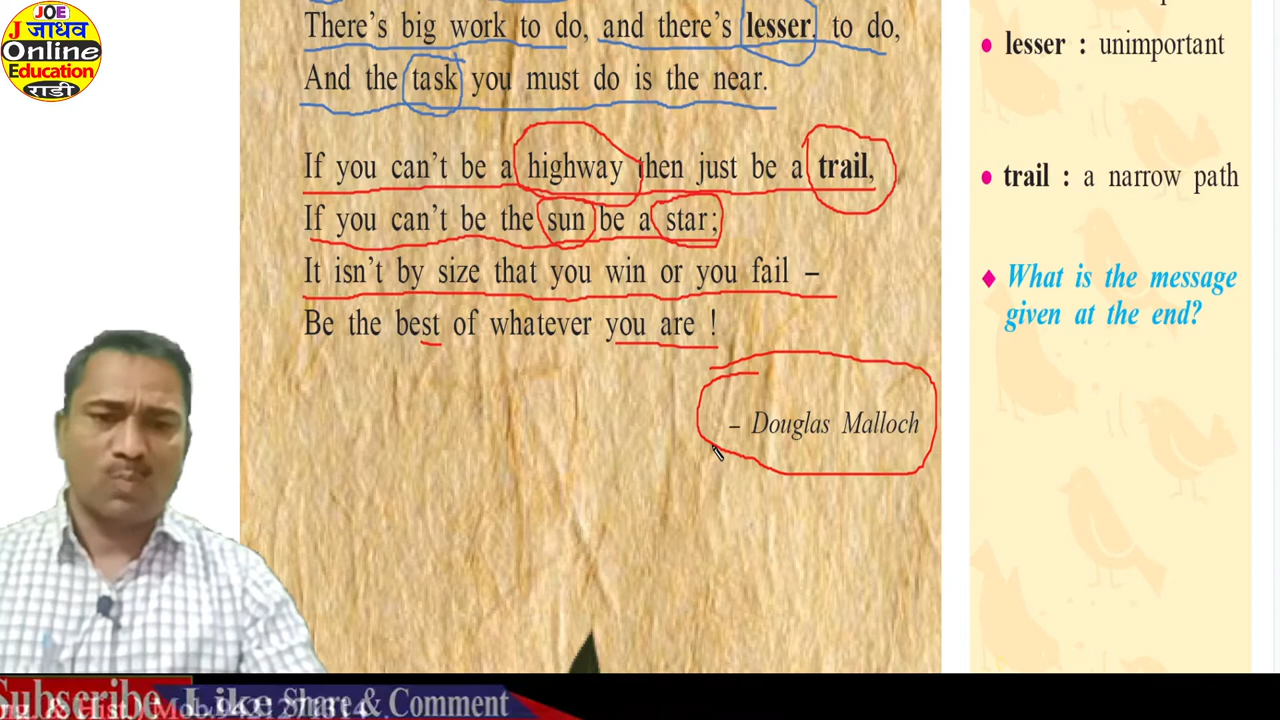 JOE
J जाधव
Online
Education
राडी
There's big work to do, and there's lesser to do,
And the task you must do is the near.
If you can't be a highway then just be a trail,
If you can't be the sun be a star;
It isn't by size that you win or you fail –
Be the best of whatever you are !
– Douglas Malloch
• lesser : unimportant
• trail : a narrow path
♦ What is the message
given at the end?
Subscribe Like Share & Comment